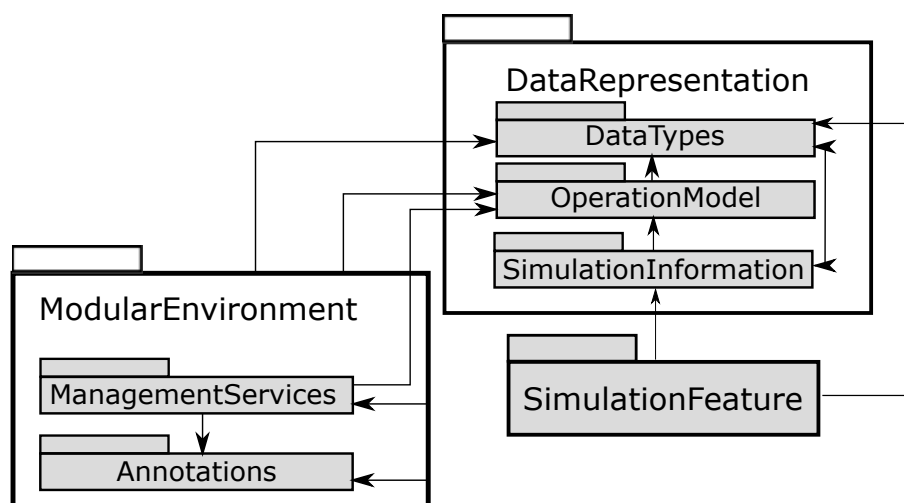 DataRepresentation
DataTypes
OperationModel
SimulationInformation
ModularEnvironment
ManagementServices
Annotations
SimulationFeature